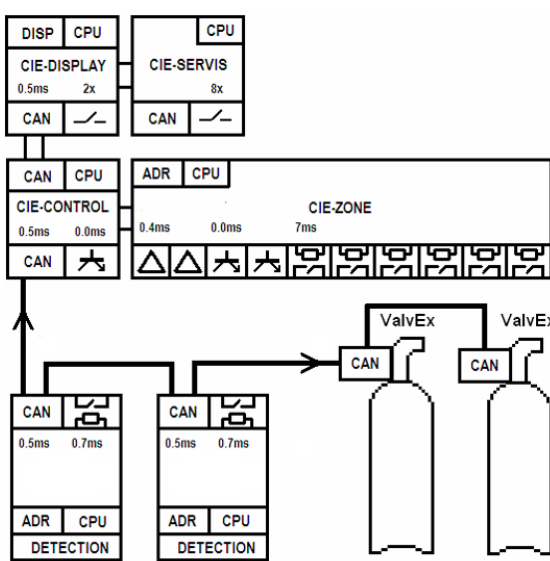 DISP CPU
CIE-DISPLAY
0.5ms 2x
CAN
CPU
CIE-SERVIS
8x
CAN
CAN CPU
CIE-CONTROL
0.5ms 0.0ms
CAN
ADR CPU
CIE-ZONE
0.4ms 0.0ms 7ms
ValvEx
CAN
ValvEx
CAN
CAN
0.5ms 0.7ms
ADR CPU
DETECTION
CAN
0.5ms 0.7ms
ADR CPU
DETECTION